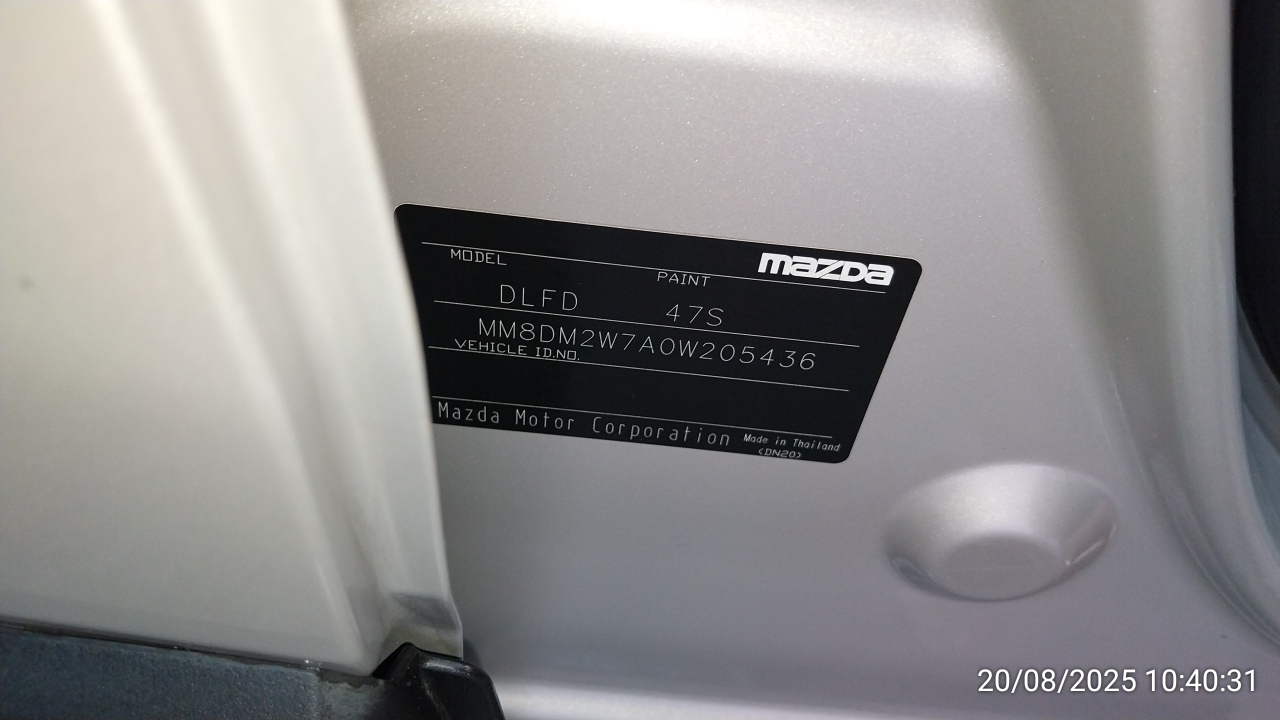 mazda
MODEL PAINT
DLFD 47S
MM8DM2W7A0W205436
VEHICLE ID.NO.
Mazda Motor Corporation Made in Thailand
(DN20)
20/08/2025 10:40:31